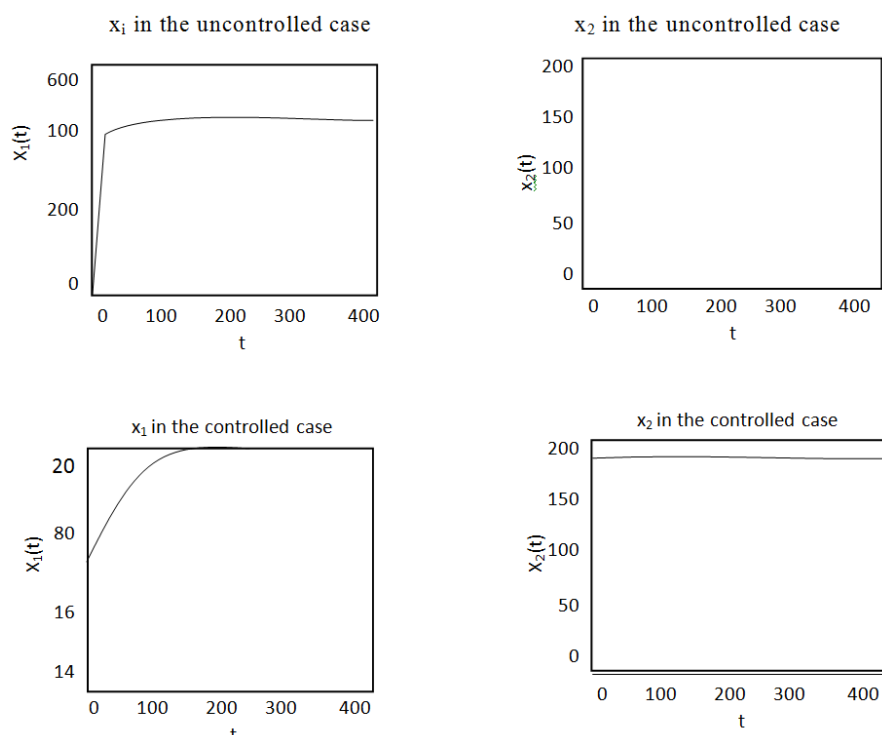 xᵢ in the uncontrolled case
600
100
200
0
X₁(t)
0 100 200 300 400
t
x₂ in the uncontrolled case
200
150
100
50
0
x₂(t)
0 100 200 300 400
t
x₁ in the controlled case
20
80
16
14
X₁(t)
0 100 200 400
t
x₂ in the controlled case
200
150
100
50
0
X₂(t)
0 100 200 300 400
t